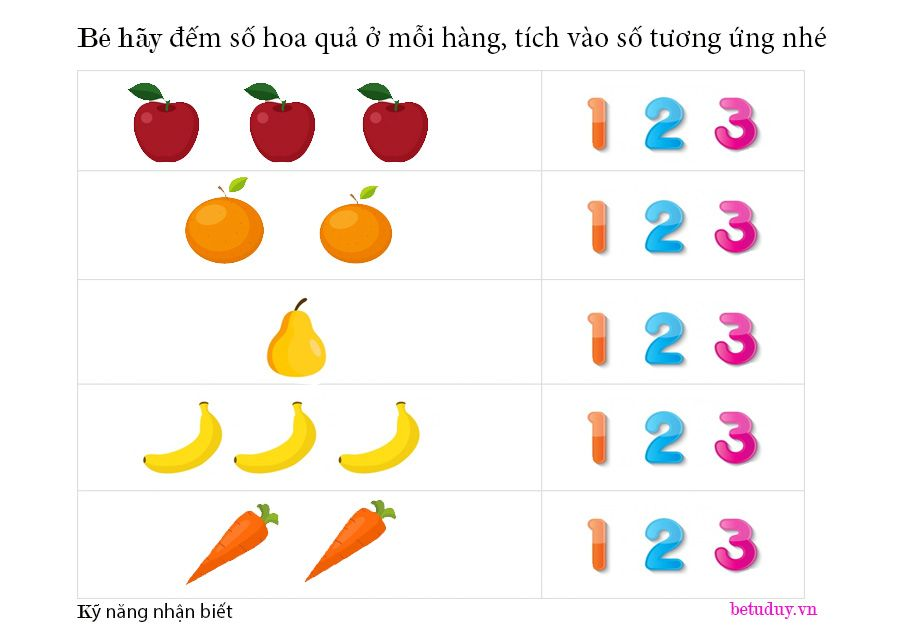 Bé hãy đếm số hoa quả ở mỗi hàng, tích vào số tương ứng nhé
1 2 3
1 2 3
1 2 3
1 2 3
1 2 3
Kỹ năng nhận biết
betuduy.vn